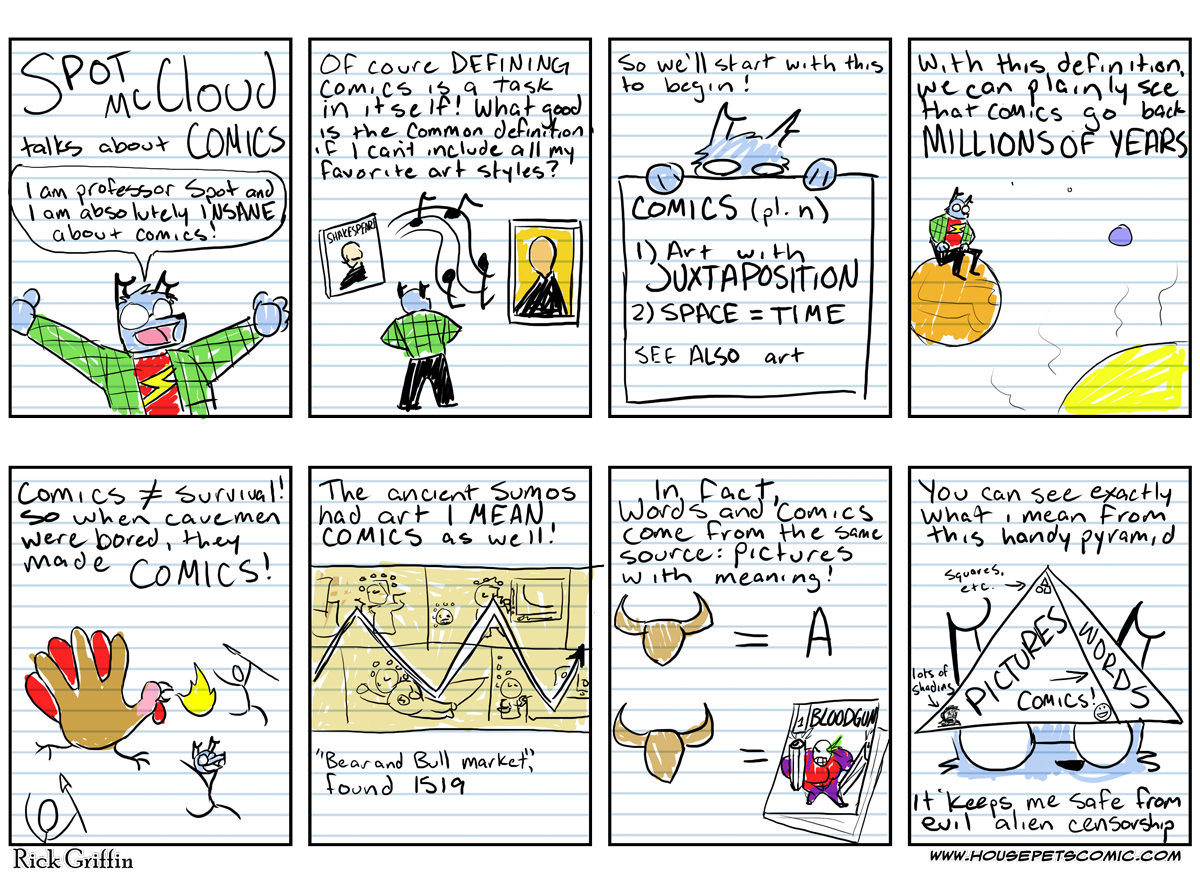 SPOT
McCloud
talks about COMICS
I am professor Spot and
I am absolutely INSANE
about comics!
Of coure DEFINING
comics is a task
in itself! What good
is the common definition
if I can't include all my
favorite art styles?
SHAKESPEARE
So we'll start with this
to begin!
COMICS (pl. n)
1) Art with
JUXTAPOSITION
2) SPACE = TIME
SEE ALSO art
With this definition,
we can plainly see
that comics go back
MILLIONS OF YEARS
Comics ≠ survival!
so when cavemen
were bored, they
made COMICS!
The ancient sumos
had art I MEAN
COMICS as well!
"Bear and Bull market",
found 1519
In fact,
words and comics
come from the same
source: pictures
with meaning!
= A
=
1 BLOODGUN
You can see exactly
what i mean from
this handy pyramid
squares,
etc.
PICTURES
WORDS
lots of
shading
COMICS!
It keeps me safe from
evil alien censorship
Rick Griffin
WWW.HOUSEPETSCOMIC.COM